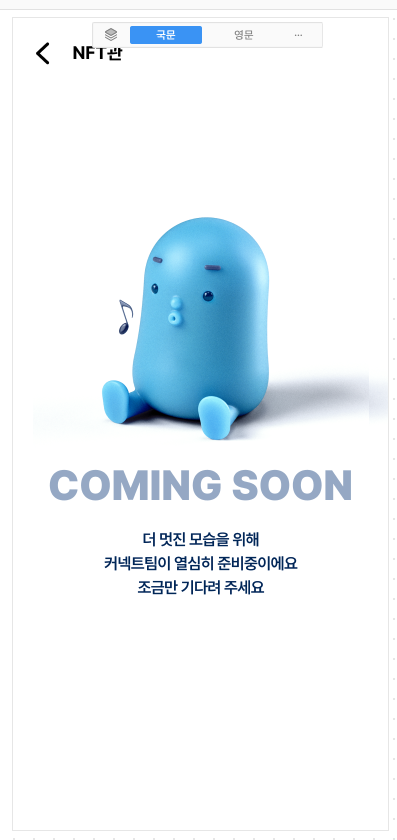 국문
영문
···
NFT관
COMING SOON
더 멋진 모습을 위해
커넥트팀이 열심히 준비중이에요
조금만 기다려 주세요